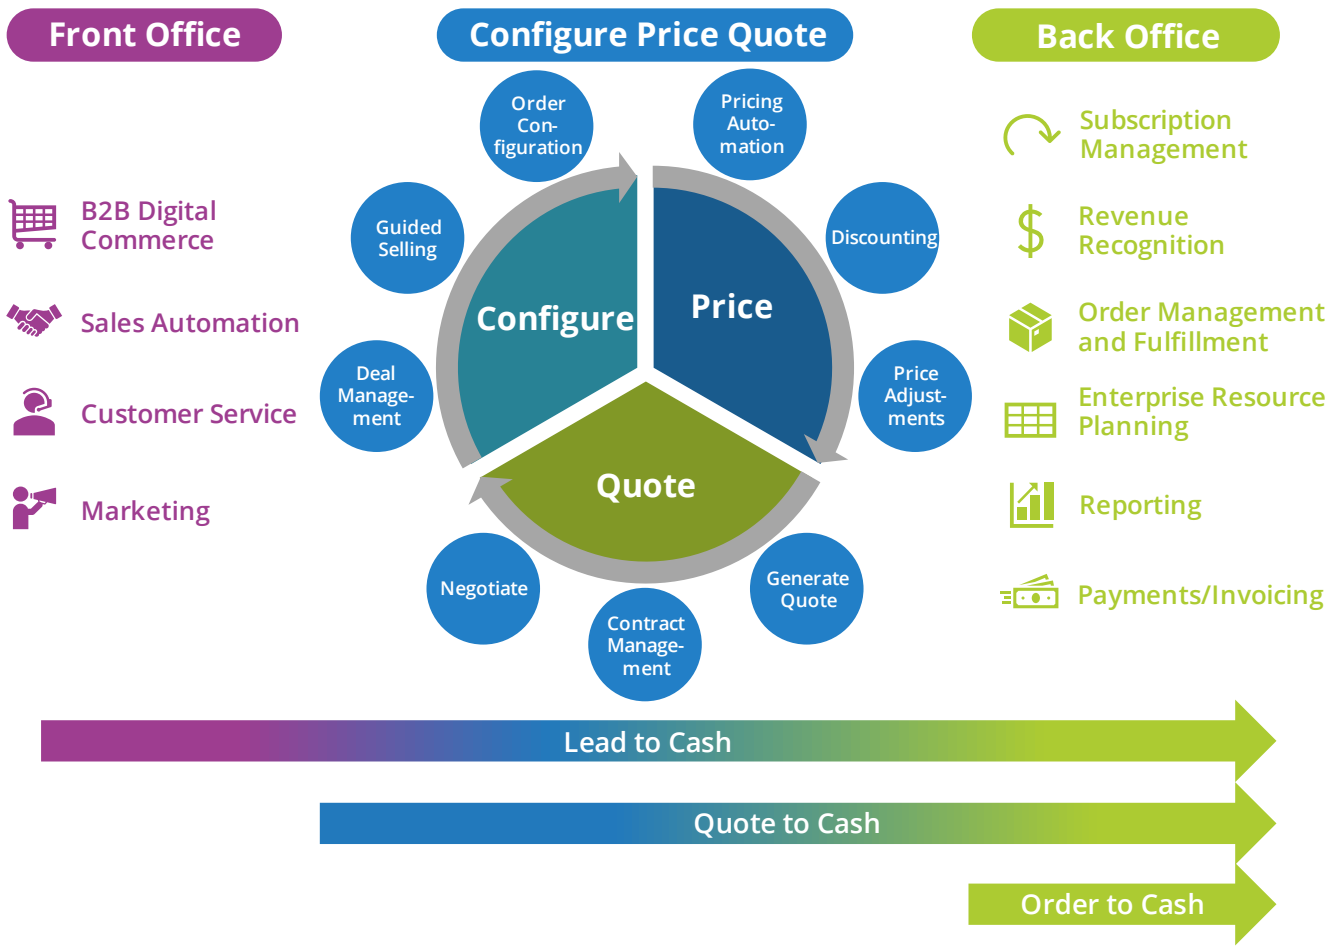 Front Office
Configure Price Quote
Back Office
B2B Digital
Commerce
Sales Automation
Customer Service
Marketing
Order
Con-
figuration
Guided
Selling
Deal
Manage-
ment
Pricing
Auto-
mation
Discounting
Price
Adjust-
ments
Configure
Price
Quote
Negotiate
Contract
Manage-
ment
Generate
Quote
Subscription
Management
Revenue
Recognition
Order Management
and Fulfillment
Enterprise Resource
Planning
Reporting
Payments/Invoicing
Lead to Cash
Quote to Cash
Order to Cash